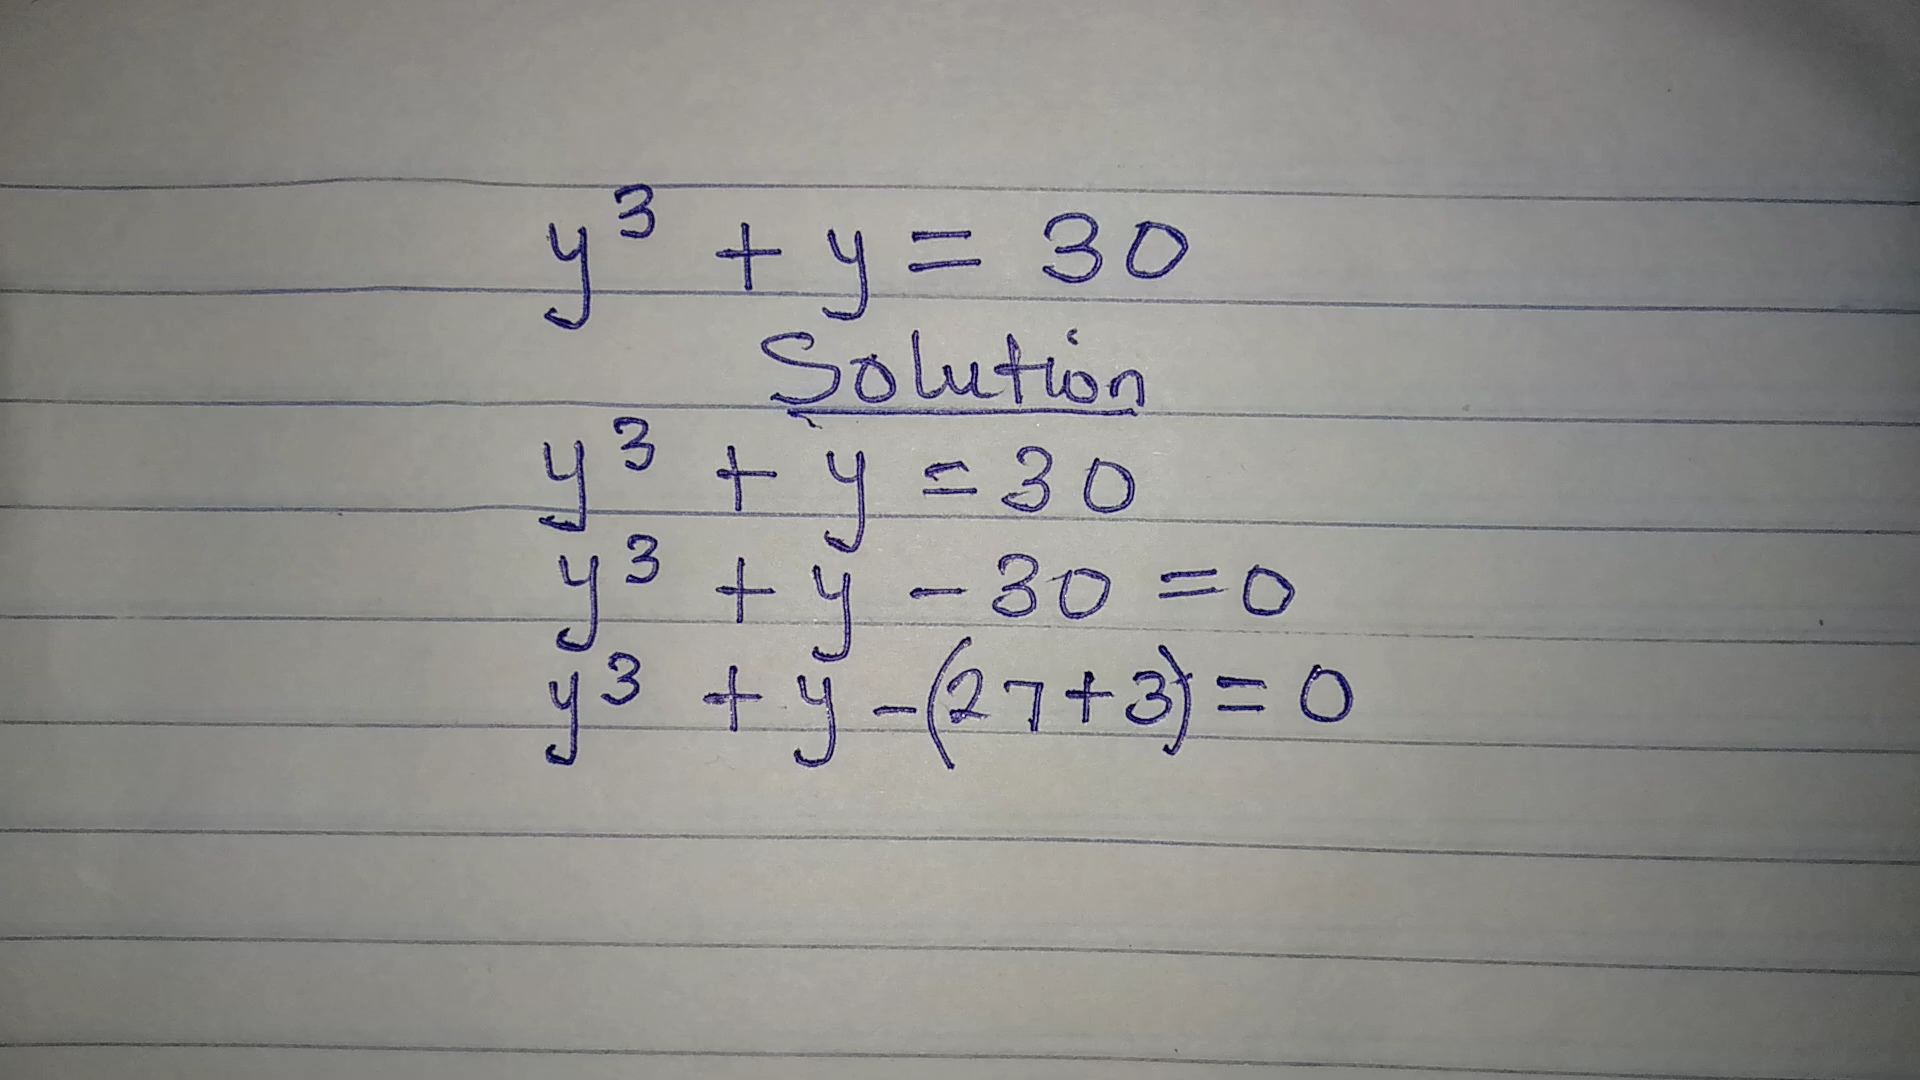 y³ + y = 30
Solution
y³ + y = 30
y³ + y - 30 = 0
y³ + y - (27+3) = 0